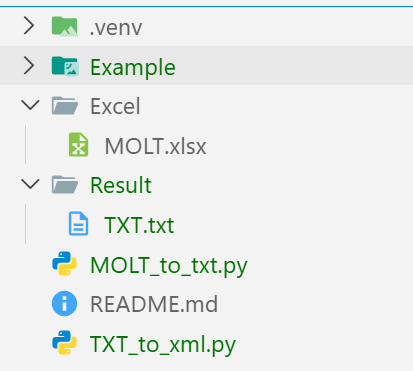 .venv
Example
Excel
MOLT.xlsx
Result
TXT.txt
MOLT_to_txt.py
README.md
TXT_to_xml.py